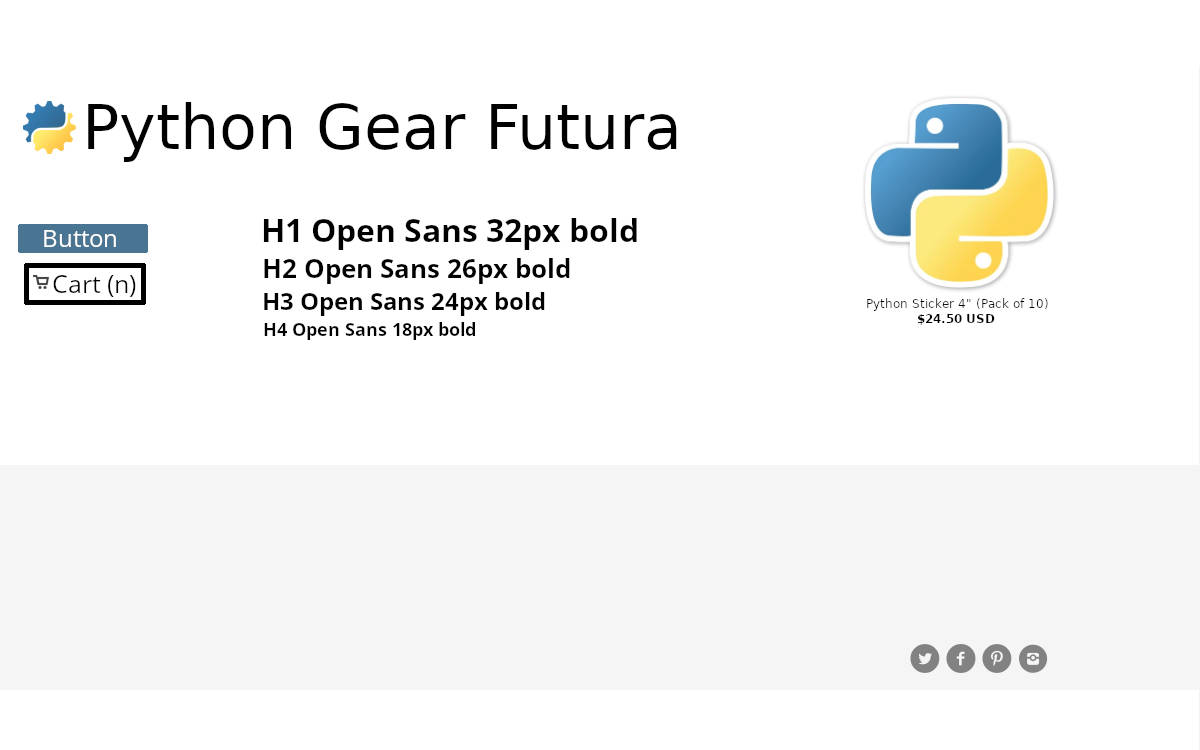 Python Gear Futura
Button
Cart (n)
H1 Open Sans 32px bold
H2 Open Sans 26px bold
H3 Open Sans 24px bold
H4 Open Sans 18px bold
Python Sticker 4" (Pack of 10)
$24.50 USD